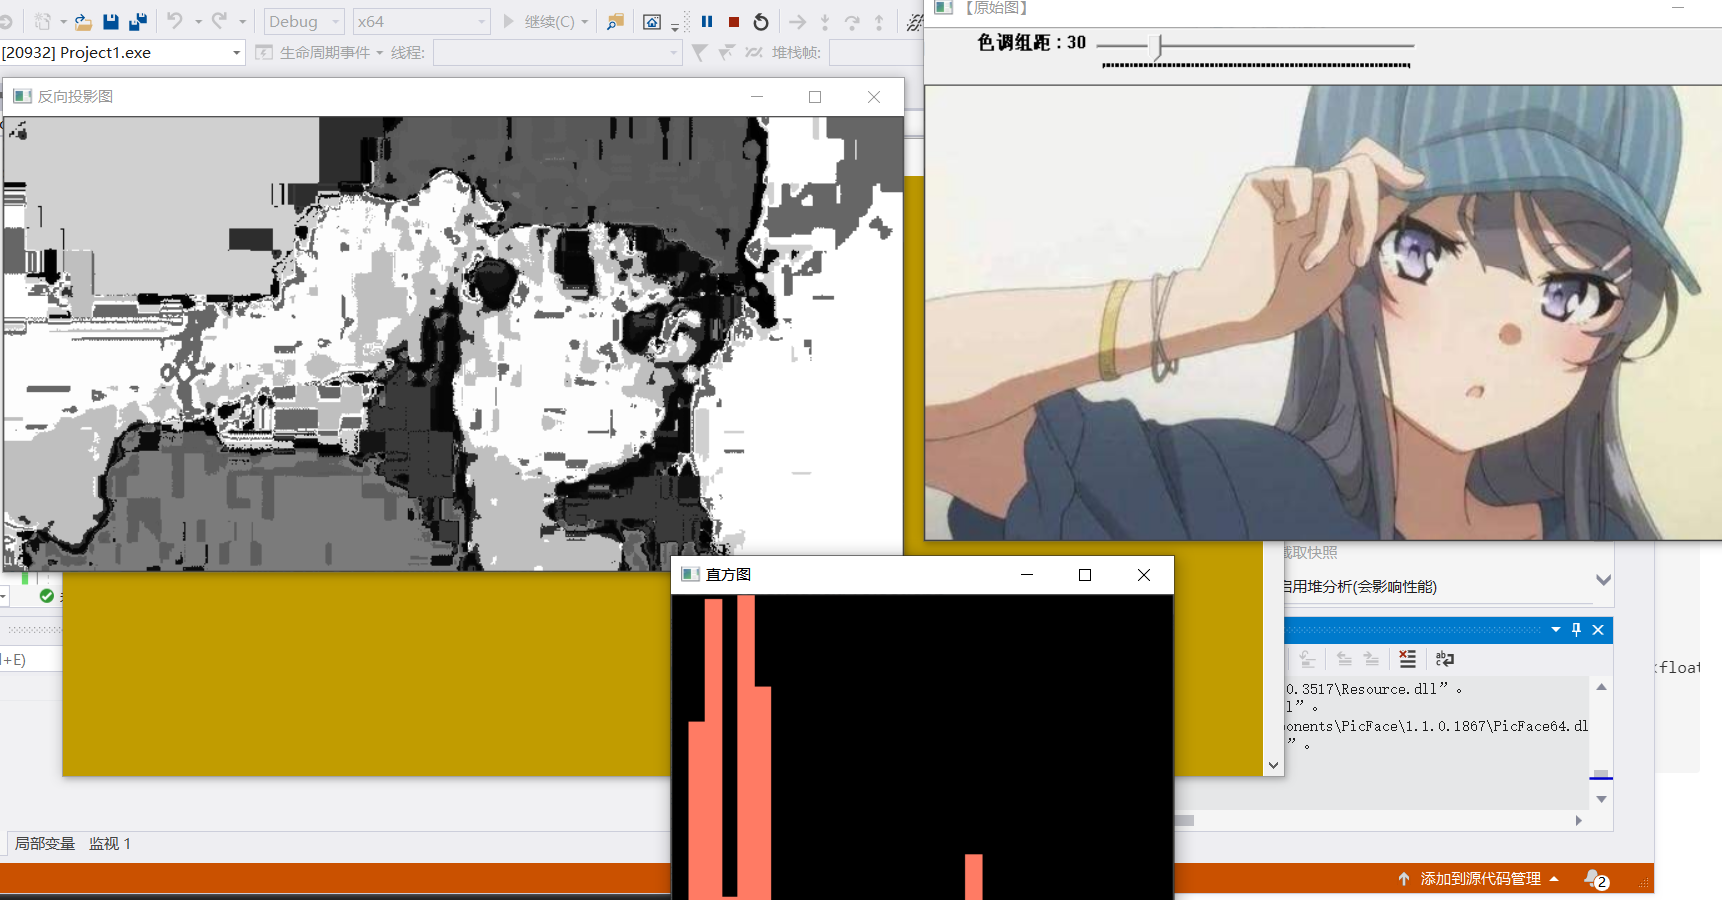 Debug
x64
继续(C)
[20932] Project1.exe
生命周期事件
线程:
堆栈帧:
【原始图】
色调组距 : 30
反向投影图
直方图
截取快照
启用堆分析(会影响性能)
+E)
<float
0.3517\Resource.dll”。
l”。
onents\PicFace\1.1.0.1867\PicFace64.dl
”。
局部变量
监视 1
添加到源代码管理
2